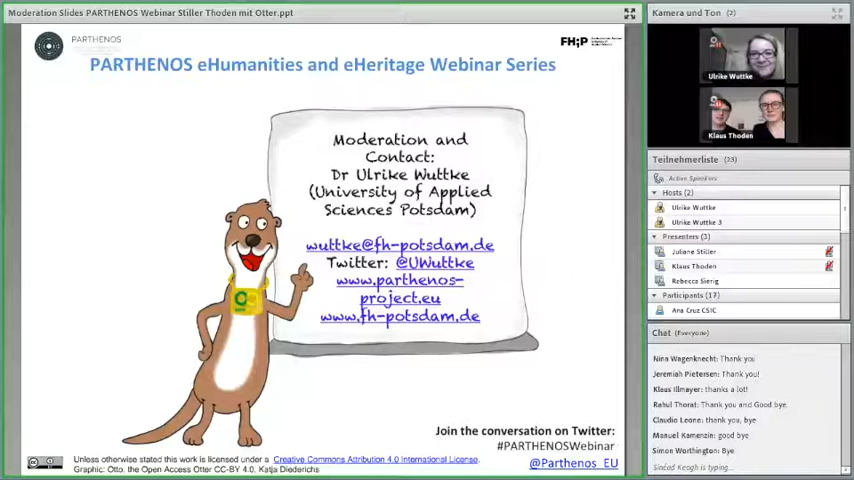 Moderation Slides PARTHENOS Webinar Stiller Thoden mit Otter.ppt
PARTHENOS
FH;P
PARTHENOS eHumanities and eHeritage Webinar Series
Moderation and
Contact:
Dr Ulrike Wuttke
(University of Applied
Sciences Potsdam)
wuttke@fh-potsdam.de
Twitter: @UWuttke
www.parthenos-
project.eu
www.fh-potsdam.de
Join the conversation on Twitter:
#PARTHENOSWebinar
@Parthenos_EU
Unless otherwise stated this work is licensed under a Creative Commons Attribution 4.0 International License.
Graphic: Otto. the Open Access Otter CC-BY 4.0, Katja Diederichs
Kamera und Ton (2)
Ulrike Wuttke
Klaus Thoden
Teilnehmerliste (23)
Active Speakers
Hosts (2)
Ulrike Wuttke
Ulrike Wuttke 3
Presenters (3)
Juliane Stiller
Klaus Thoden
Rebecca Sierig
Participants (17)
Ana Cruz CSIC
Chat (Everyone)
Nina Wagenknecht: Thank you
Jeremiah Pietersen: Thank you!
Klaus Illmayer: thanks a lot!
Rahul Thorat: Thank you and Good bye
Claudio Leone: thank you, bye
Manuel Kamenzin: good bye
Simon Worthington: Bye
Sinéad Keogh is typing...